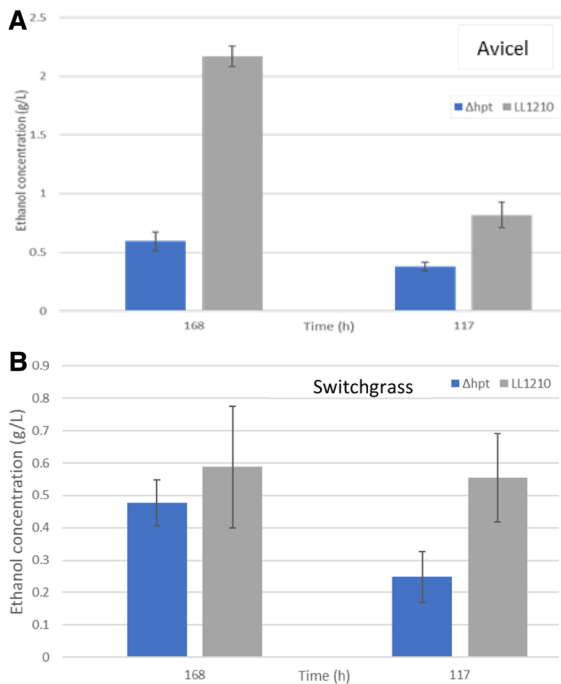 A
Avicel
Δhpt LL1210
Ethanol concentration (g/L)
2.5
2
1.5
1
0.5
0
168 Time (h) 117
B
Switchgrass
Δhpt LL1210
Ethanol concentration (g/L)
0.9
0.8
0.7
0.6
0.5
0.4
0.3
0.2
0.1
0
168 Time (h) 117